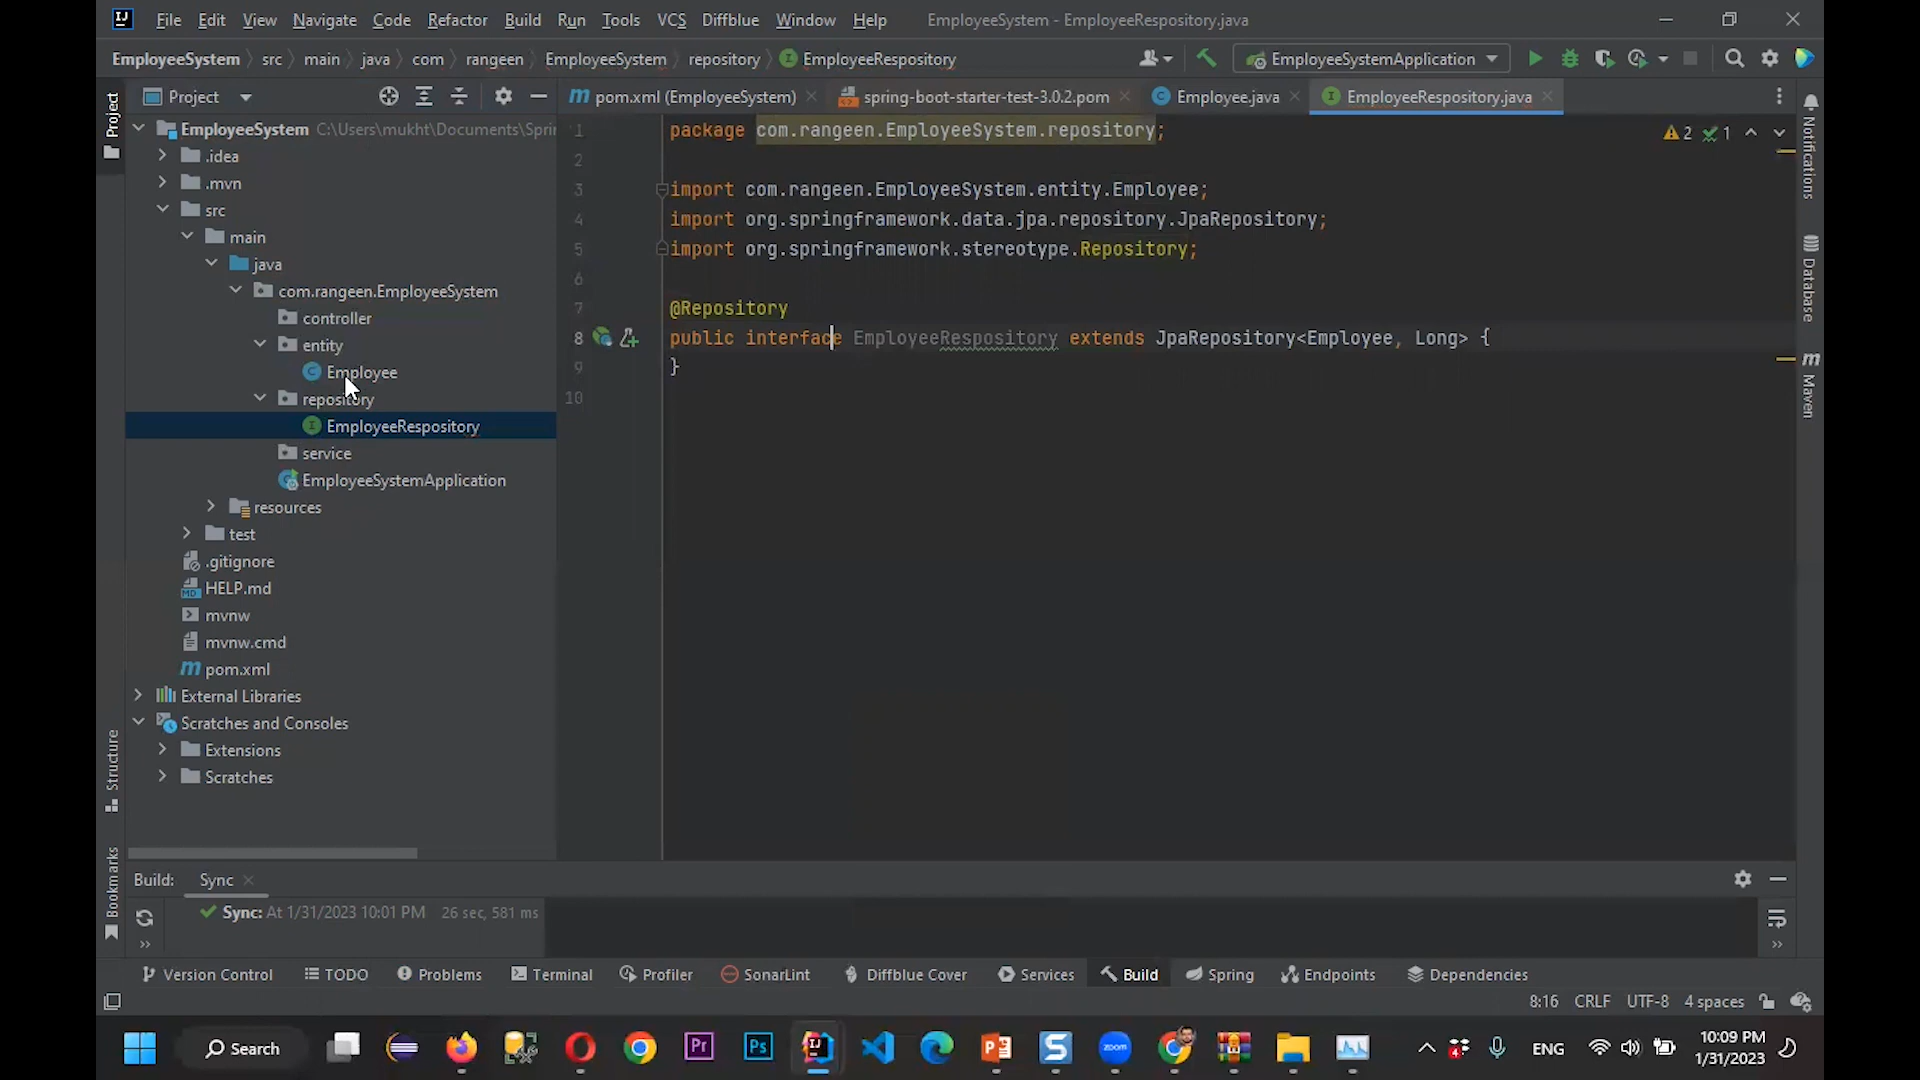 File Edit View Navigate Code Refactor Build Run Tools VCS Diffblue Window Help EmployeeSystem - EmployeeRespository.java
EmployeeSystem src main java com rangeen EmployeeSystem repository EmployeeRespository EmployeeSystemApplication
Project
pom.xml (EmployeeSystem) spring-boot-starter-test-3.0.2.pom Employee.java EmployeeRespository.java
Project
EmployeeSystem C:\Users\mukht\Documents\Spri
.idea
.mvn
src
main
java
com.rangeen.EmployeeSystem
controller
entity
Employee
repository
EmployeeRespository
service
EmployeeSystemApplication
resources
test
.gitignore
HELP.md
mvnw
mvnw.cmd
pom.xml
External Libraries
Scratches and Consoles
Extensions
Scratches
1 package com.rangeen.EmployeeSystem.repository;
2
3 import com.rangeen.EmployeeSystem.entity.Employee;
4 import org.springframework.data.jpa.repository.JpaRepository;
5 import org.springframework.stereotype.Repository;
6
7 @Repository
8 public interface EmployeeRespository extends JpaRepository<Employee, Long> {
9 }
10
2 1
Notifications
Database
m Maven
Structure
Bookmarks
Build: Sync
Sync: At 1/31/2023 10:01 PM 26 sec, 581 ms
Version Control TODO Problems Terminal Profiler SonarLint Diffblue Cover Services Build Spring Endpoints Dependencies
8:16 CRLF UTF-8 4 spaces
Search
Pr Ps zoom
4 ENG
10:09 PM
1/31/2023